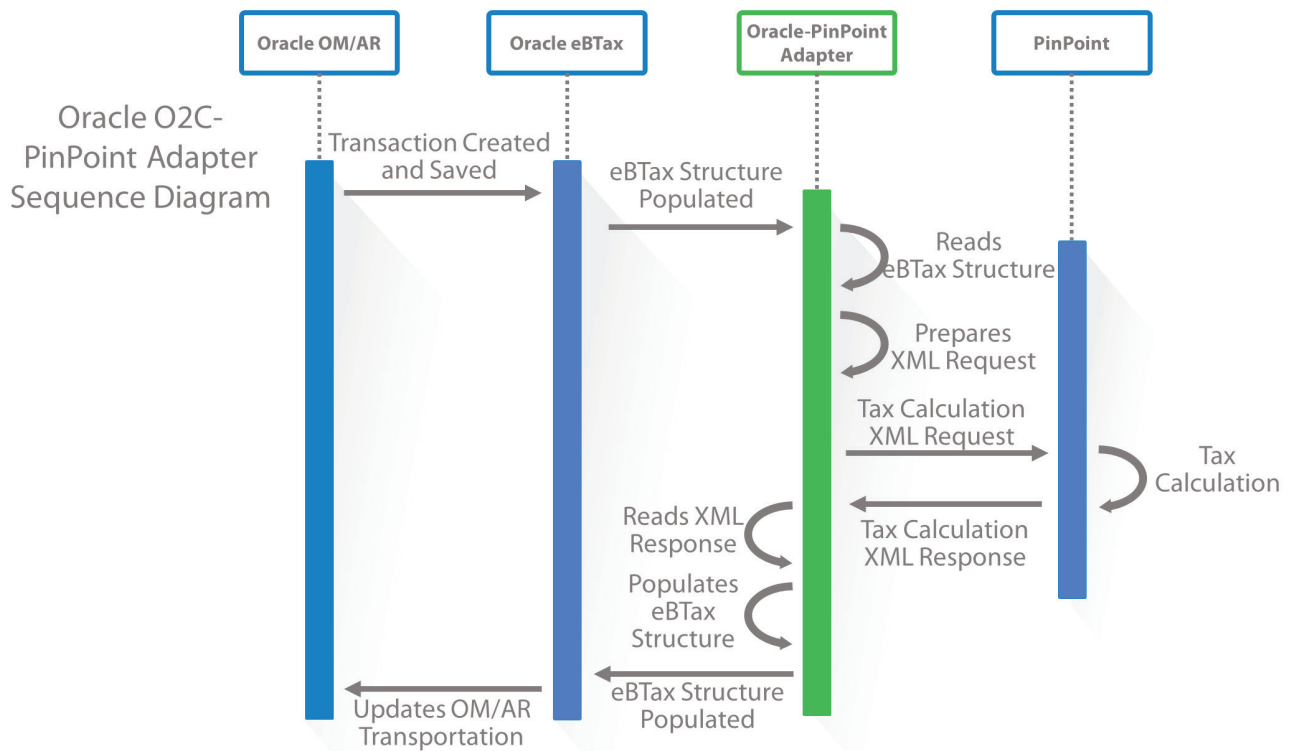 Oracle OM/AR
Oracle eBTax
Oracle-PinPoint
Adapter
PinPoint
Oracle O2C-
PinPoint Adapter
Sequence Diagram
Transaction Created
and Saved
eBTax Structure
Populated
Reads
eBTax Structure
Prepares
XML Request
Tax Calculation
XML Request
Tax
Calculation
Tax Calculation
XML Response
Reads XML
Response
Populates
eBTax
Structure
eBTax Structure
Populated
Updates OM/AR
Transportation